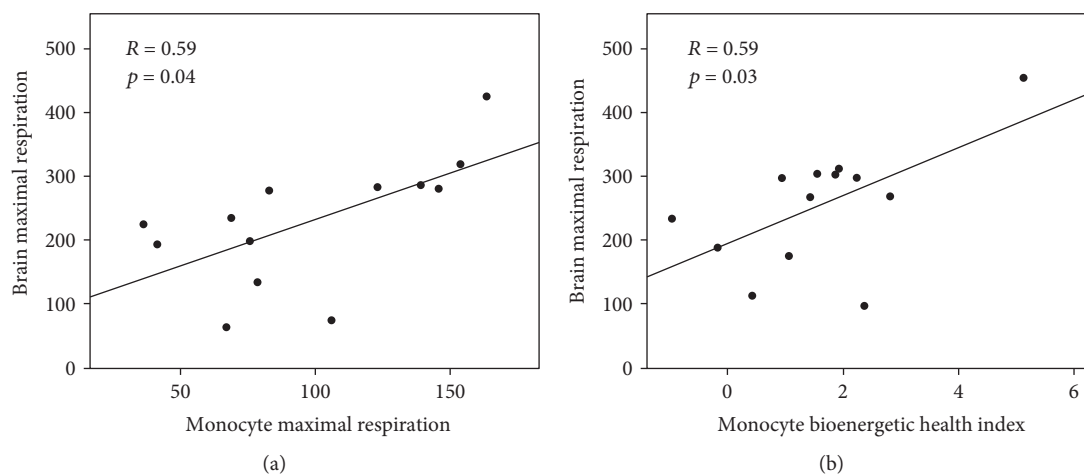 R = 0.59
p = 0.04
Brain maximal respiration
500
400
300
200
100
0
50
100
150
Monocyte maximal respiration
(a)
R = 0.59
p = 0.03
Brain maximal respiration
500
400
300
200
100
0
0
2
4
6
Monocyte bioenergetic health index
(b)